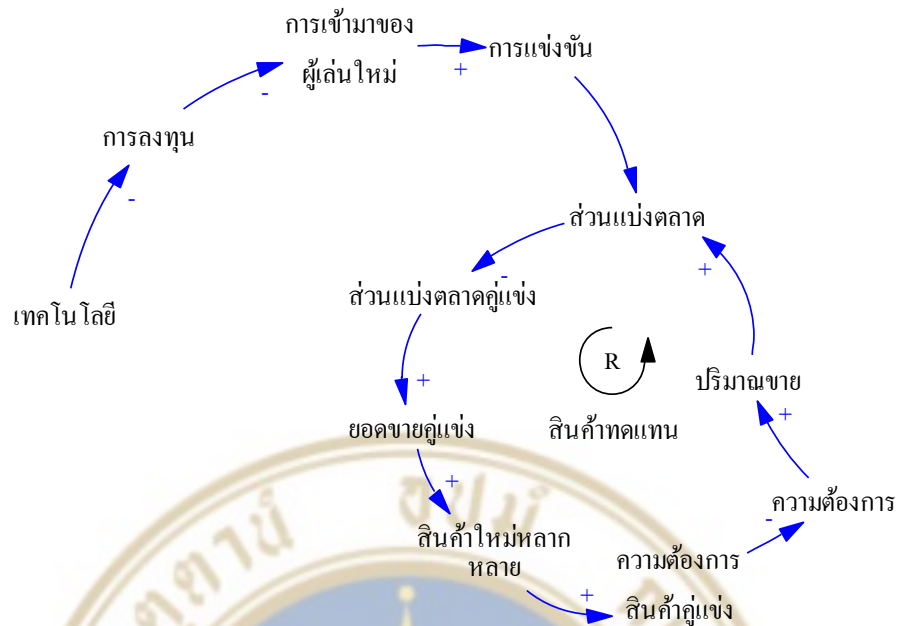 การเข้ามาของ
ผู้เล่นใหม่
การแข่งขัน
+
-
การลงทุน
-
ส่วนแบ่งตลาด
+
-
ส่วนแบ่งตลาดคู่แข่ง
เทคโนโลยี
R
+
ปริมาณขาย
+
ยอดขายคู่แข่ง
สินค้าทดแทน
+
ความต้องการ
-
สินค้าใหม่หลาก
หลาย
ความต้องการ
สินค้าคู่แข่ง
+